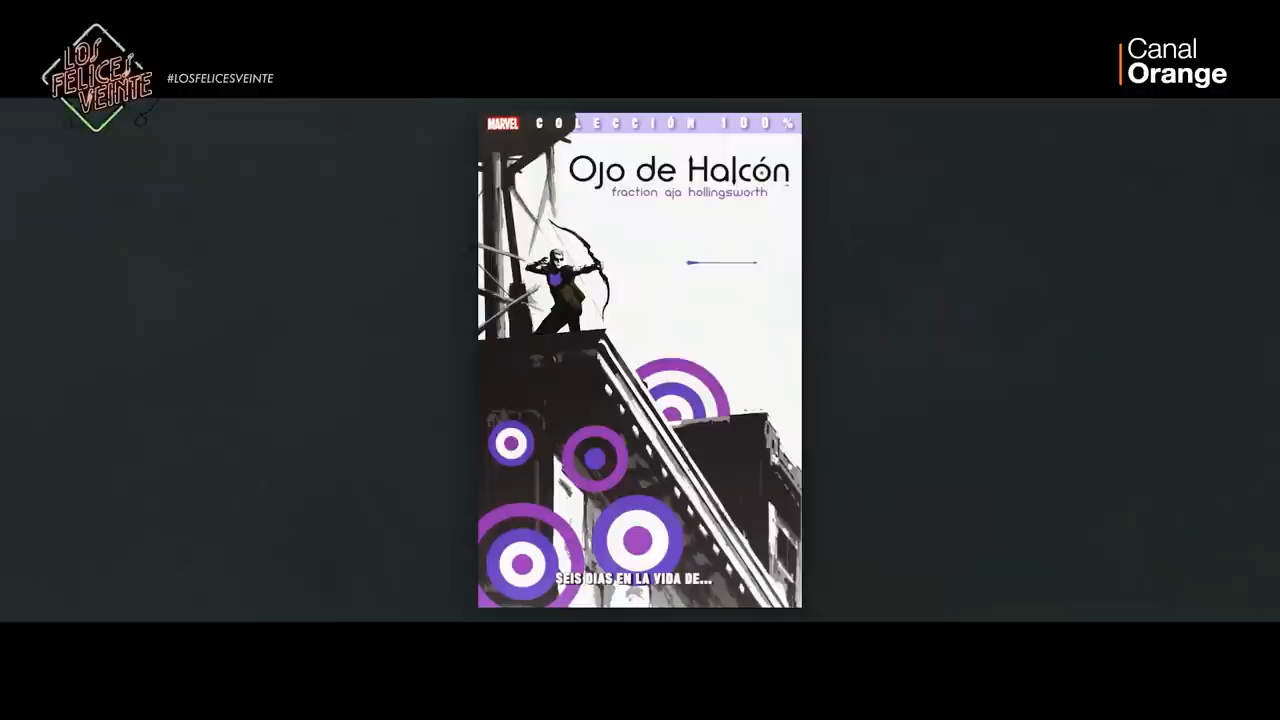 LOS
FELICES
VEINTE
#LOSFELICESVEINTE
Canal
Orange
MARVEL COLECCIÓN 100%
Ojo de Halcón
fraction aja hollingsworth
SEIS DIAS EN LA VIDA DE...